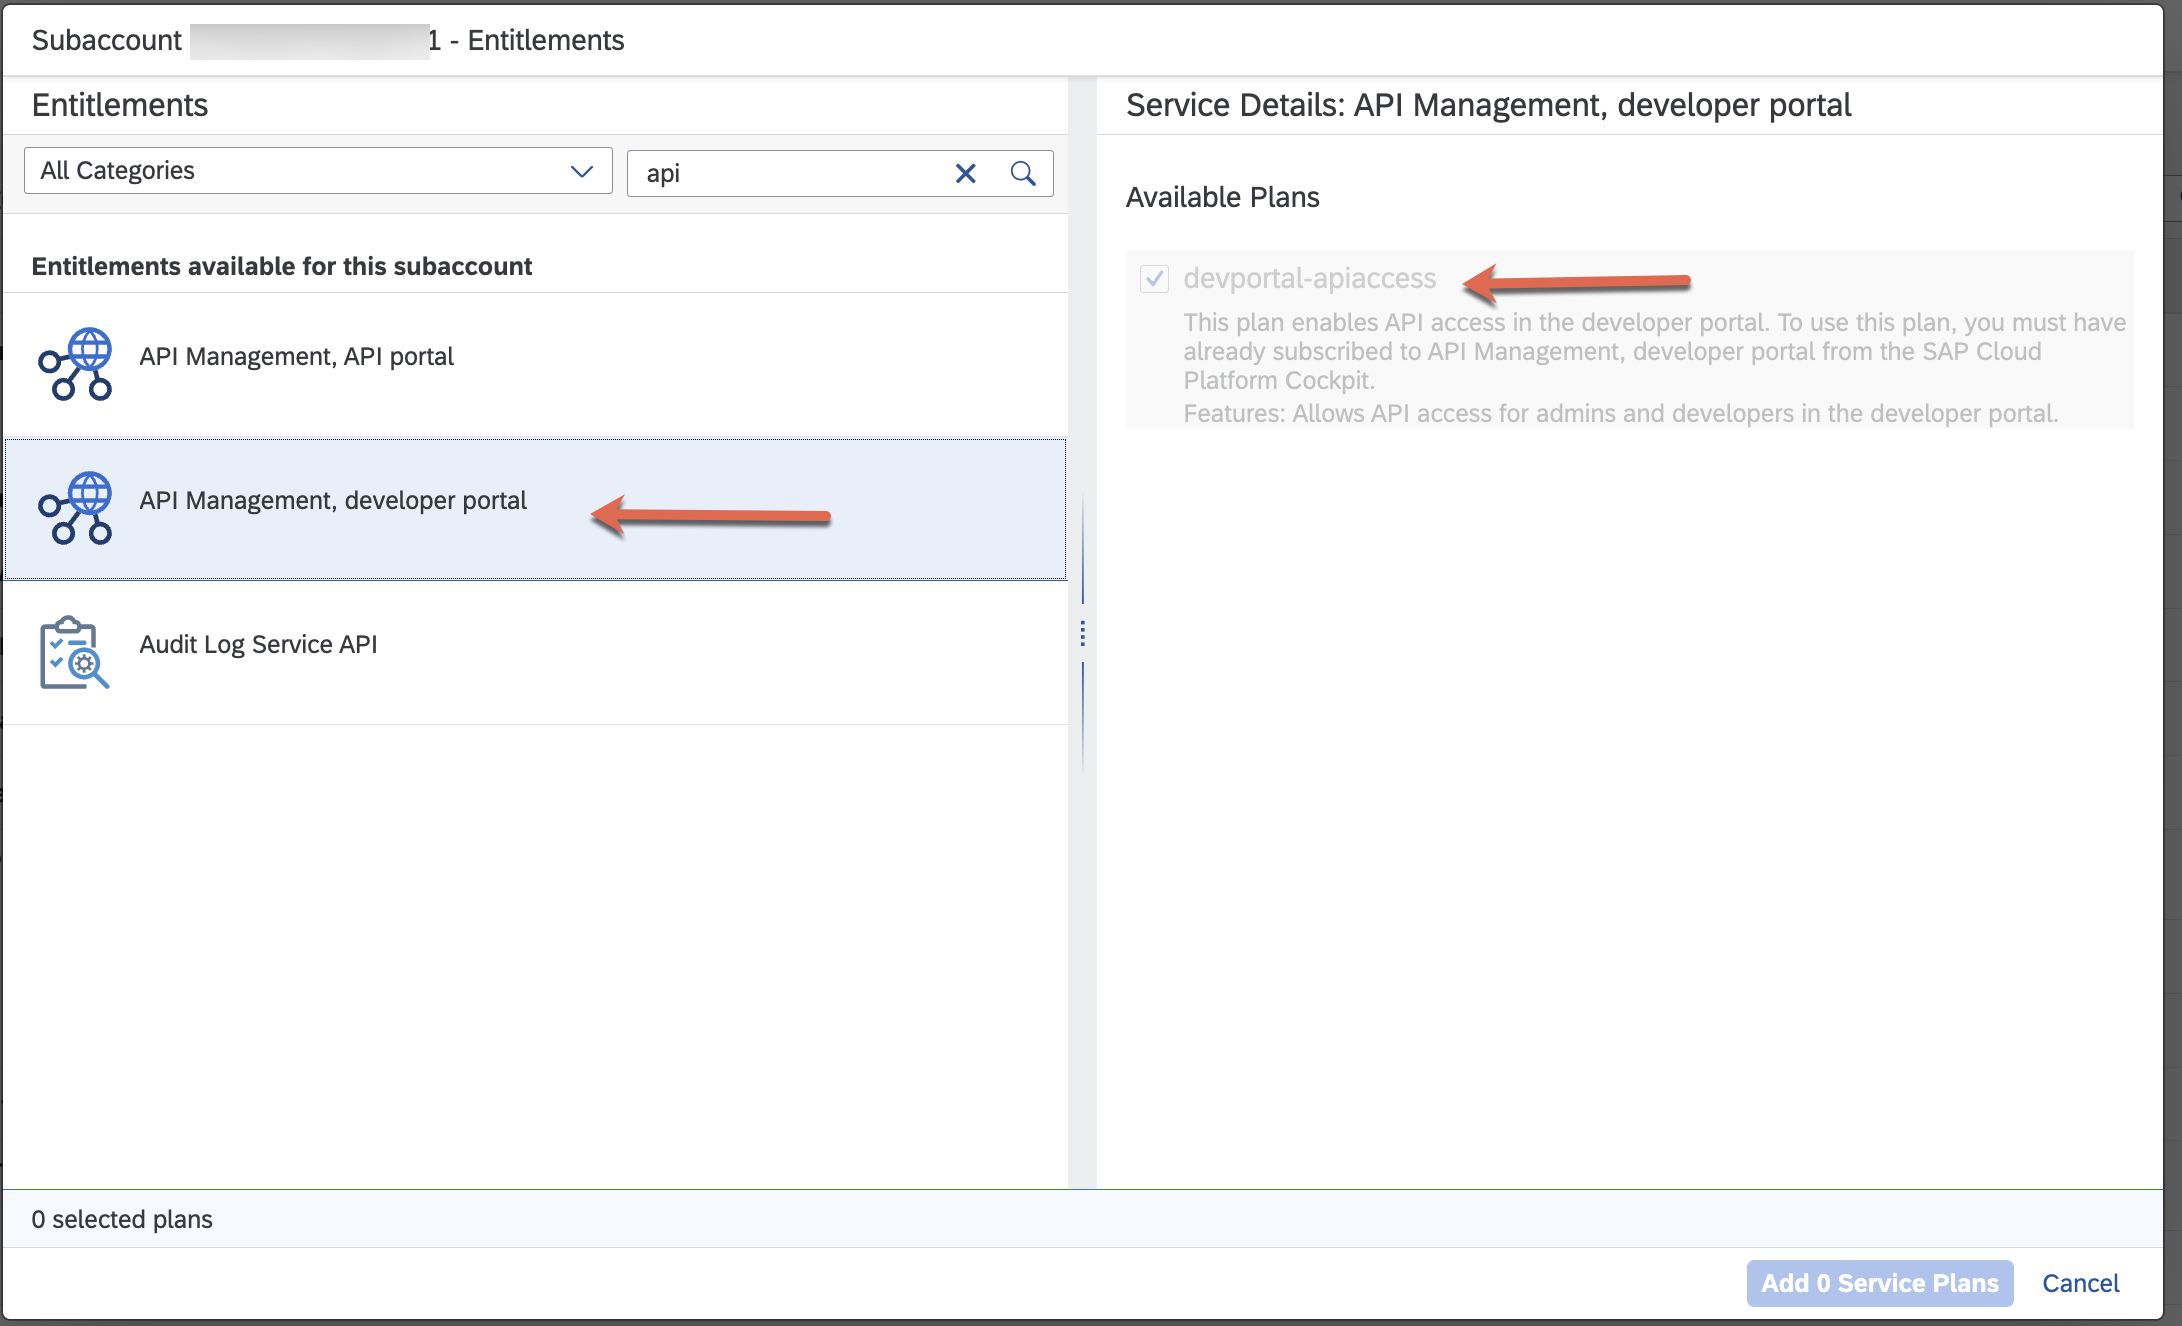 Subaccount 1 - Entitlements
Entitlements
All Categories
api
Entitlements available for this subaccount
API Management, API portal
API Management, developer portal
Audit Log Service API
Service Details: API Management, developer portal
Available Plans
devportal-apiaccess
This plan enables API access in the developer portal. To use this plan, you must have
already subscribed to API Management, developer portal from the SAP Cloud
Platform Cockpit.
Features: Allows API access for admins and developers in the developer portal.
0 selected plans
Add 0 Service Plans
Cancel